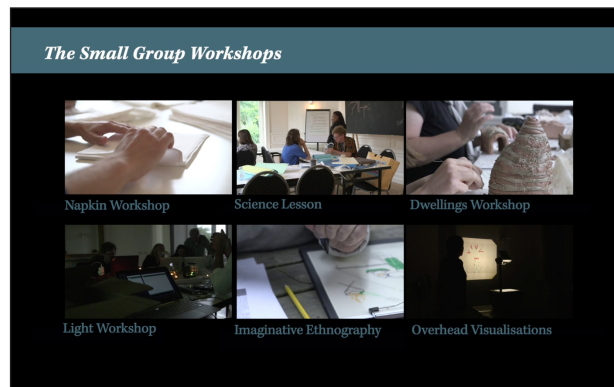 The Small Group Workshops
Napkin Workshop
Science Lesson
Dwellings Workshop
Light Workshop
Imaginative Ethnography
Overhead Visualisations